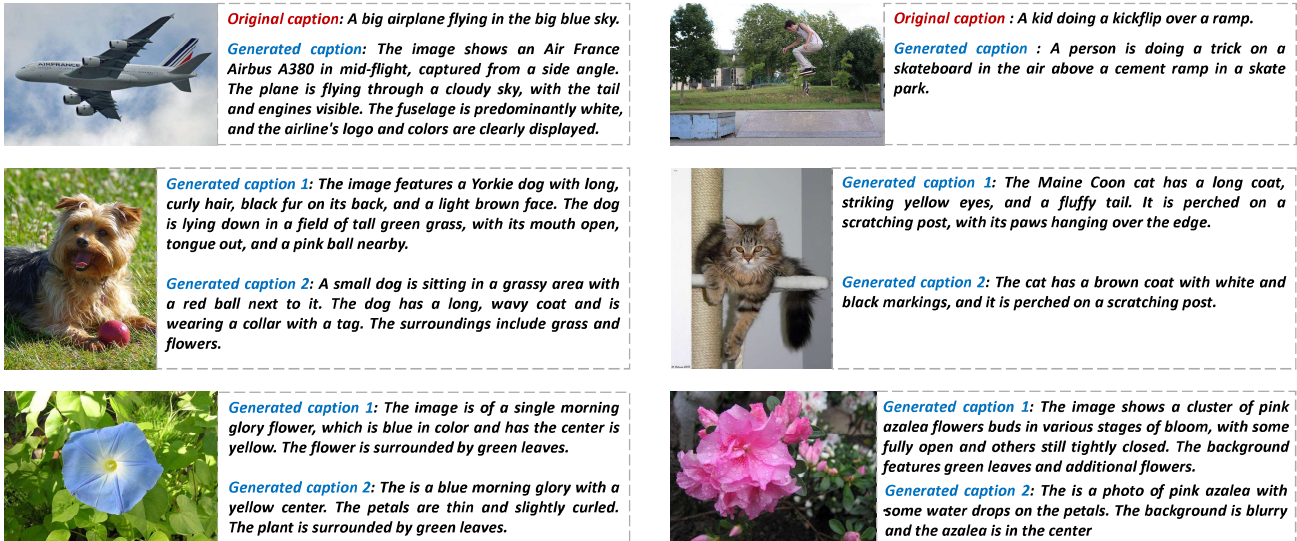 AIRFRANCE
Original caption: A big airplane flying in the big blue sky.
Generated caption: The image shows an Air France
Airbus A380 in mid-flight, captured from a side angle.
The plane is flying through a cloudy sky, with the tail
and engines visible. The fuselage is predominantly white,
and the airline's logo and colors are clearly displayed.
Original caption : A kid doing a kickflip over a ramp.
Generated caption : A person is doing a trick on a
skateboard in the air above a cement ramp in a skate
park.
Generated caption 1: The image features a Yorkie dog with long,
curly hair, black fur on its back, and a light brown face. The dog
is lying down in a field of tall green grass, with its mouth open,
tongue out, and a pink ball nearby.
Generated caption 2: A small dog is sitting in a grassy area with
a red ball next to it. The dog has a long, wavy coat and is
wearing a collar with a tag. The surroundings include grass and
flowers.
Generated caption 1: The Maine Coon cat has a long coat,
striking yellow eyes, and a fluffy tail. It is perched on a
scratching post, with its paws hanging over the edge.
Generated caption 2: The cat has a brown coat with white and
black markings, and it is perched on a scratching post.
Generated caption 1: The image is of a single morning
glory flower, which is blue in color and has the center is
yellow. The flower is surrounded by green leaves.
Generated caption 2: The is a blue morning glory with a
yellow center. The petals are thin and slightly curled.
The plant is surrounded by green leaves.
Generated caption 1: The image shows a cluster of pink
azalea flowers buds in various stages of bloom, with some
fully open and others still tightly closed. The background
features green leaves and additional flowers.
Generated caption 2: The is a photo of pink azalea with
some water drops on the petals. The background is blurry
and the azalea is in the center